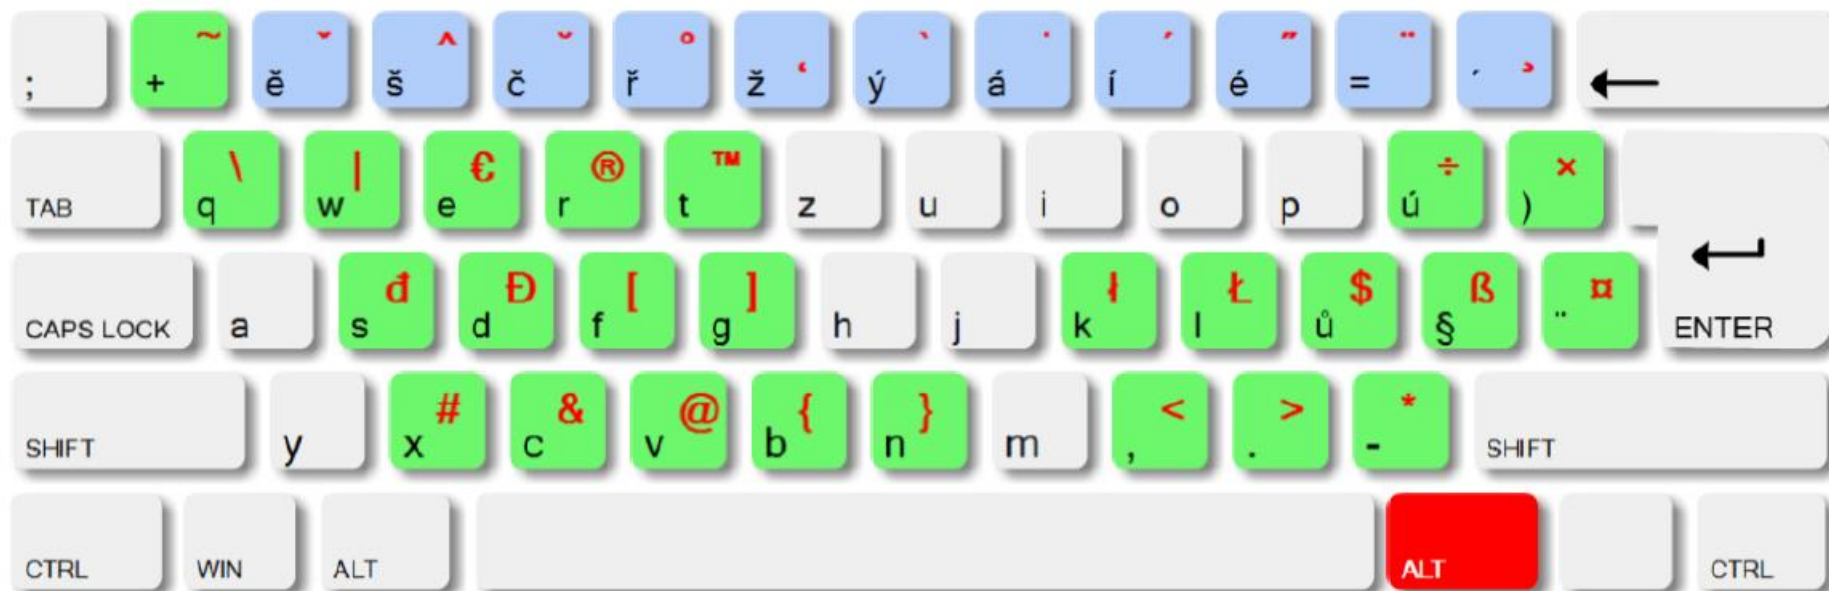 ; + ~ ě ˇ š ^ č ˘ ř ° ž ˛ ý ` á ˙ í ´ é ˝ = ¨ ´ ¸
TAB q \ w | e € r ® t ™ z u i o p ú ÷ ) ×
CAPS LOCK a s đ d Đ f [ g ] h j k ł l Ł ů $ § ß ¨ ¤ ENTER
SHIFT y x # c & v @ b { n } m , < . > - * SHIFT
CTRL WIN ALT ALT CTRL